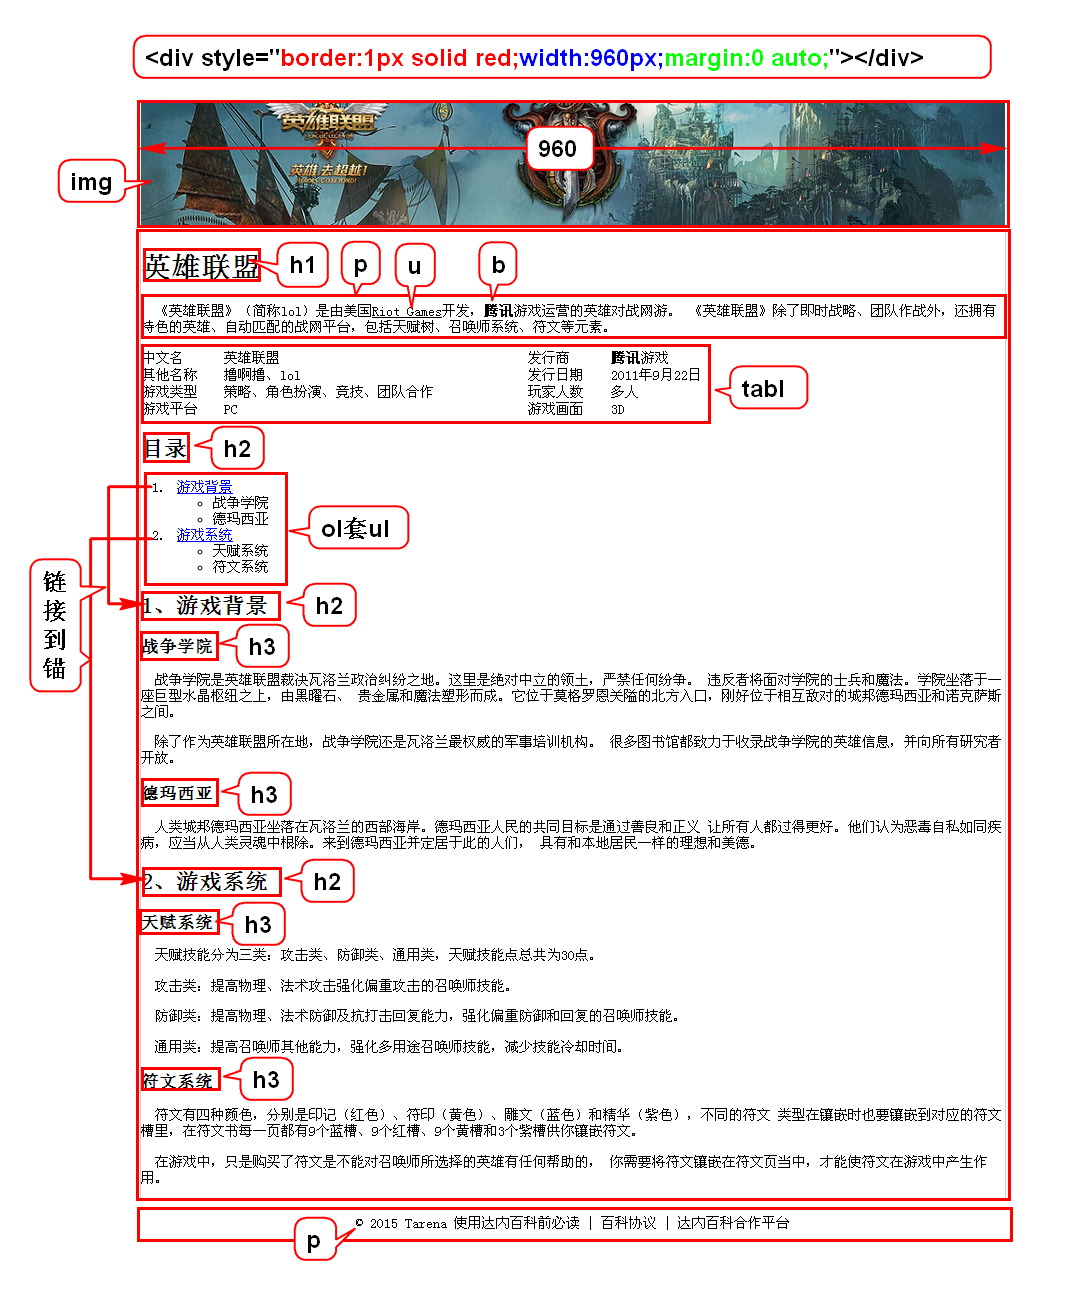 <div style="border:1px solid red;width:960px;margin:0 auto;"></div>
英雄联盟
960
英雄 去超越!
img
英雄联盟
h1
p
u
b
《英雄联盟》（简称lol）是由美国Riot Games开发，腾讯游戏运营的英雄对战网游。 《英雄联盟》除了即时战略、团队作战外，还拥有
特色的英雄、自动匹配的战网平台，包括天赋树、召唤师系统、符文等元素。
中文名 英雄联盟 发行商 腾讯游戏
其他名称 撸啊撸、lol 发行日期 2011年9月22日
游戏类型 策略、角色扮演、竞技、团队合作 玩家人数 多人
游戏平台 PC 游戏画面 3D
tabl
目录
h2
1. 游戏背景
战争学院
德玛西亚
2. 游戏系统
天赋系统
符文系统
ol套ul
链接到锚
1、游戏背景
h2
战争学院
h3
战争学院是英雄联盟裁决瓦洛兰政治纠纷之地。这里是绝对中立的领土，严禁任何纷争。 违反者将面对学院的士兵和魔法。学院坐落于一
座巨型水晶枢纽之上，由黑曜石、 贵金属和魔法塑形而成。它位于莫格罗恩关隘的北方入口，刚好位于相互敌对的城邦德玛西亚和诺克萨斯
之间。
除了作为英雄联盟所在地，战争学院还是瓦洛兰最权威的军事培训机构。 很多图书馆都致力于收录战争学院的英雄信息，并向所有研究者
开放。
德玛西亚
h3
人类城邦德玛西亚坐落在瓦洛兰的西部海岸。德玛西亚人民的共同目标是通过善良和正义 让所有人都过得更好。他们认为恶毒自私如同疾
病，应当从人类灵魂中根除。来到德玛西亚并定居于此的人们， 具有和本地居民一样的理想和美德。
2、游戏系统
h2
天赋系统
h3
天赋技能分为三类：攻击类、防御类、通用类，天赋技能点总共为30点。
攻击类：提高物理、法术攻击强化偏重攻击的召唤师技能。
防御类：提高物理、法术防御及抗打击回复能力，强化偏重防御和回复的召唤师技能。
通用类：提高召唤师其他能力，强化多用途召唤师技能，减少技能冷却时间。
符文系统
h3
符文有四种颜色，分别是印记（红色）、符印（黄色）、雕文（蓝色）和精华（紫色），不同的符文 类型在镶嵌时也要镶嵌到对应的符文
槽里，在符文书每一页都有9个蓝槽、9个红槽、9个黄槽和3个紫槽供你镶嵌符文。
在游戏中，只是购买了符文是不能对召唤师所选择的英雄有任何帮助的， 你需要将符文镶嵌在符文页当中，才能使符文在游戏中产生作
用。
© 2015 Tarena 使用达内百科前必读 | 百科协议 | 达内百科合作平台
p